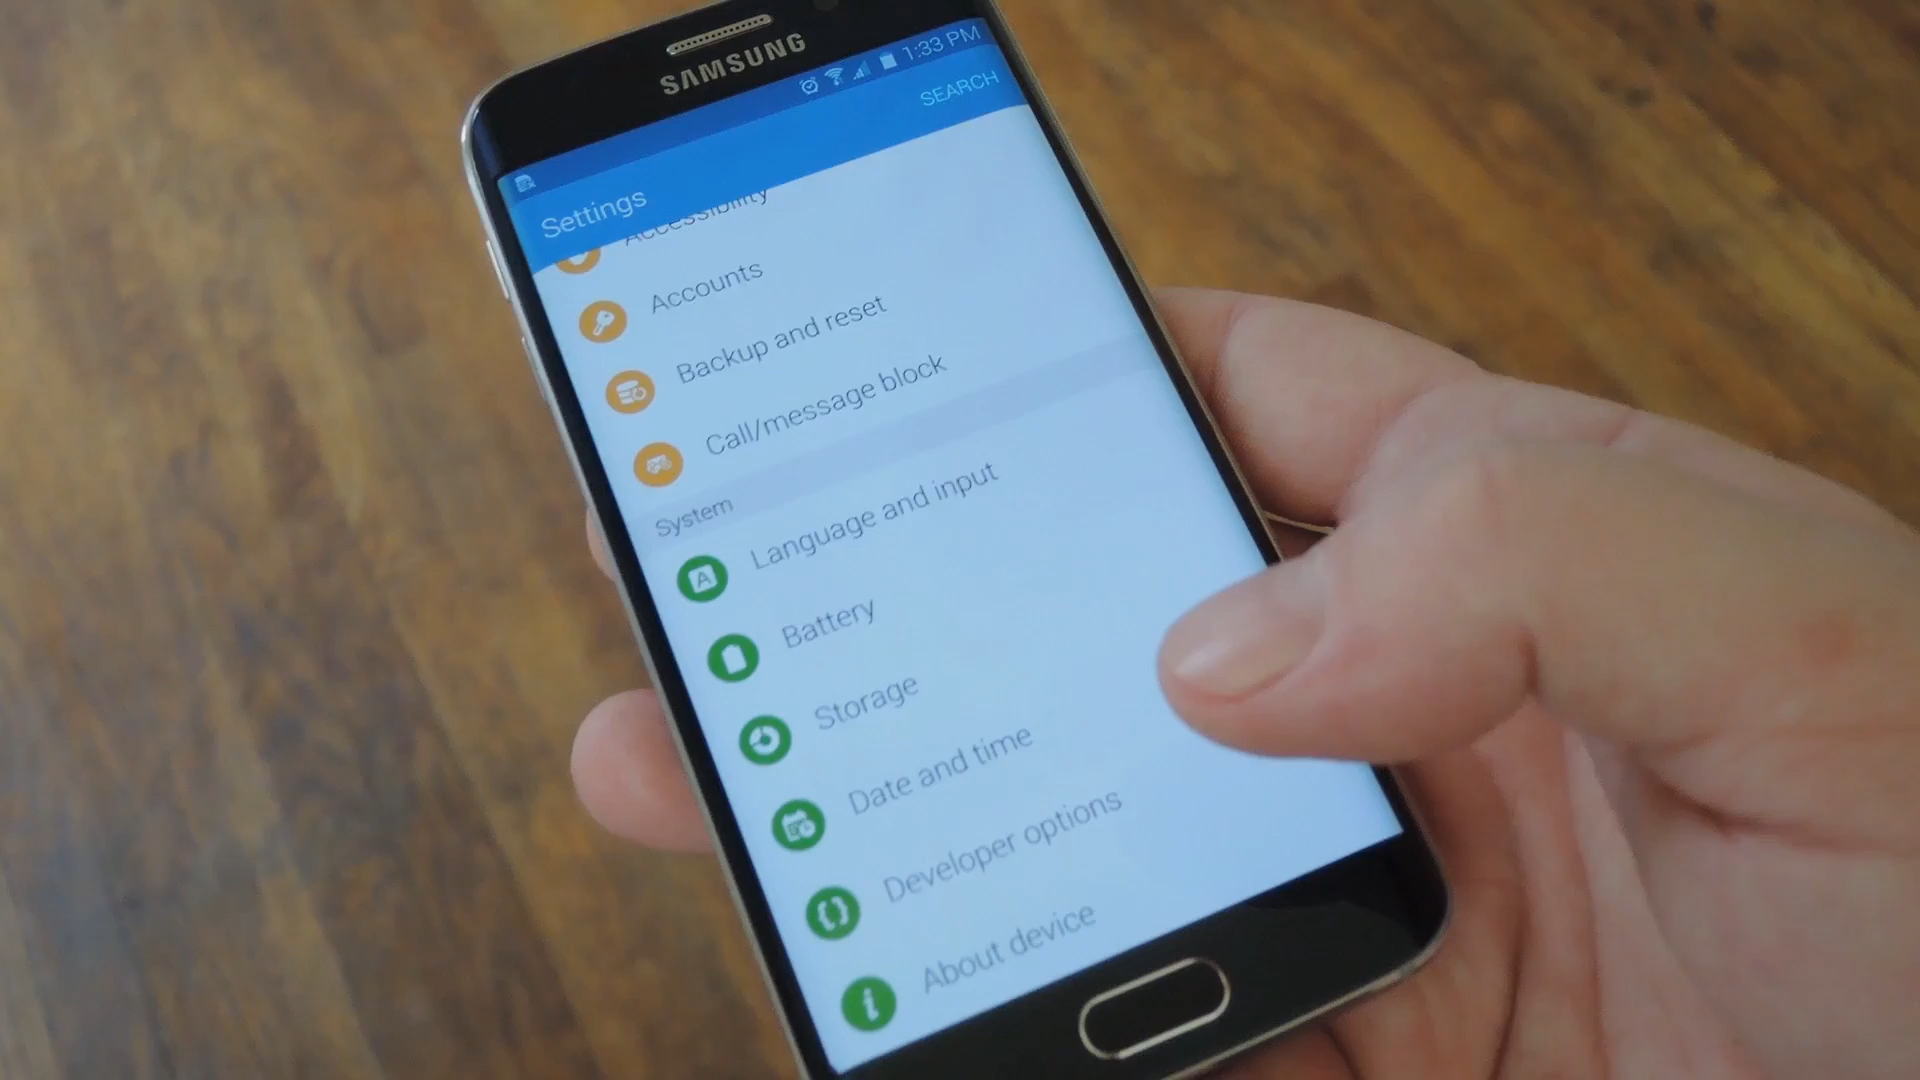 SAMSUNG
1:33 PM
SEARCH
Settings
Accessibility
Accounts
Backup and reset
Call/message block
System
Language and input
Battery
Storage
Date and time
Developer options
About device